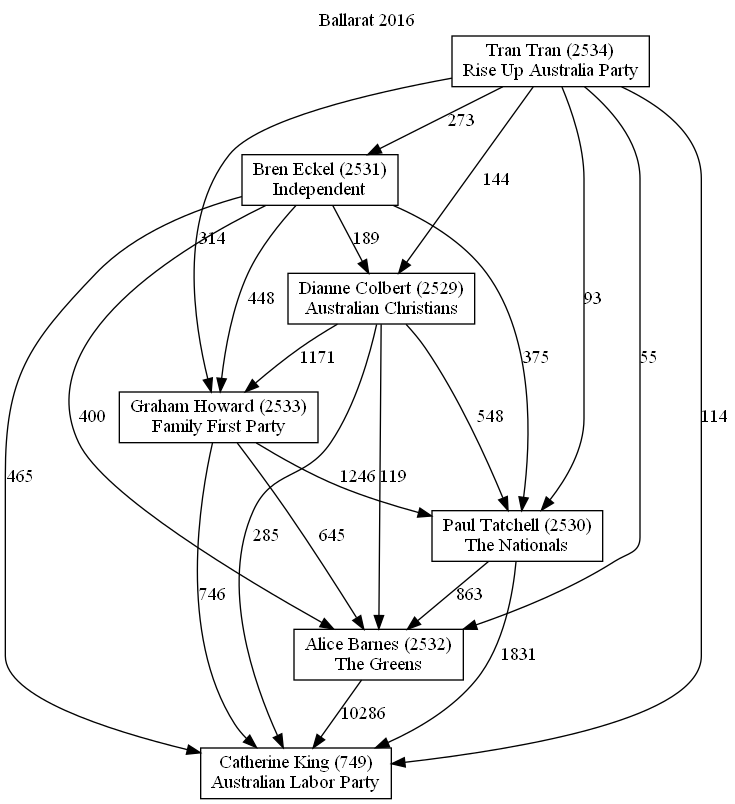 Ballarat 2016
Tran Tran (2534)
Rise Up Australia Party
273
Bren Eckel (2531)
Independent
144
314
189
448
Dianne Colbert (2529)
Australian Christians
93
375
55
1171
Graham Howard (2533)
Family First Party
400
548
114
465
1246
119
Paul Tatchell (2530)
The Nationals
285
645
746
863
Alice Barnes (2532)
The Greens
1831
10286
Catherine King (749)
Australian Labor Party